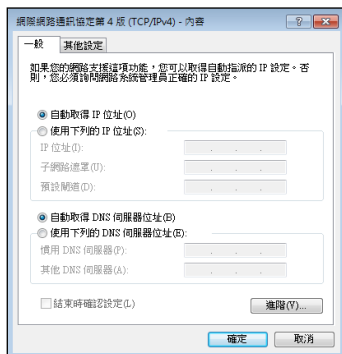 網際網路通訊協定第 4 版 (TCP/IPv4) - 內容
一般
其他設定
如果您的網路支援這項功能，您可以取得自動指派的 IP 設定。否
則，您必須詢問網路系統管理員正確的 IP 設定。
自動取得 IP 位址(O)
使用下列的 IP 位址(S):
IP 位址(I):
子網路遮罩(U):
預設閘道(D):
自動取得 DNS 伺服器位址(B)
使用下列的 DNS 伺服器位址(E):
慣用 DNS 伺服器(P):
其他 DNS 伺服器(A):
結束時確認設定(L)
進階(V)...
確定
取消